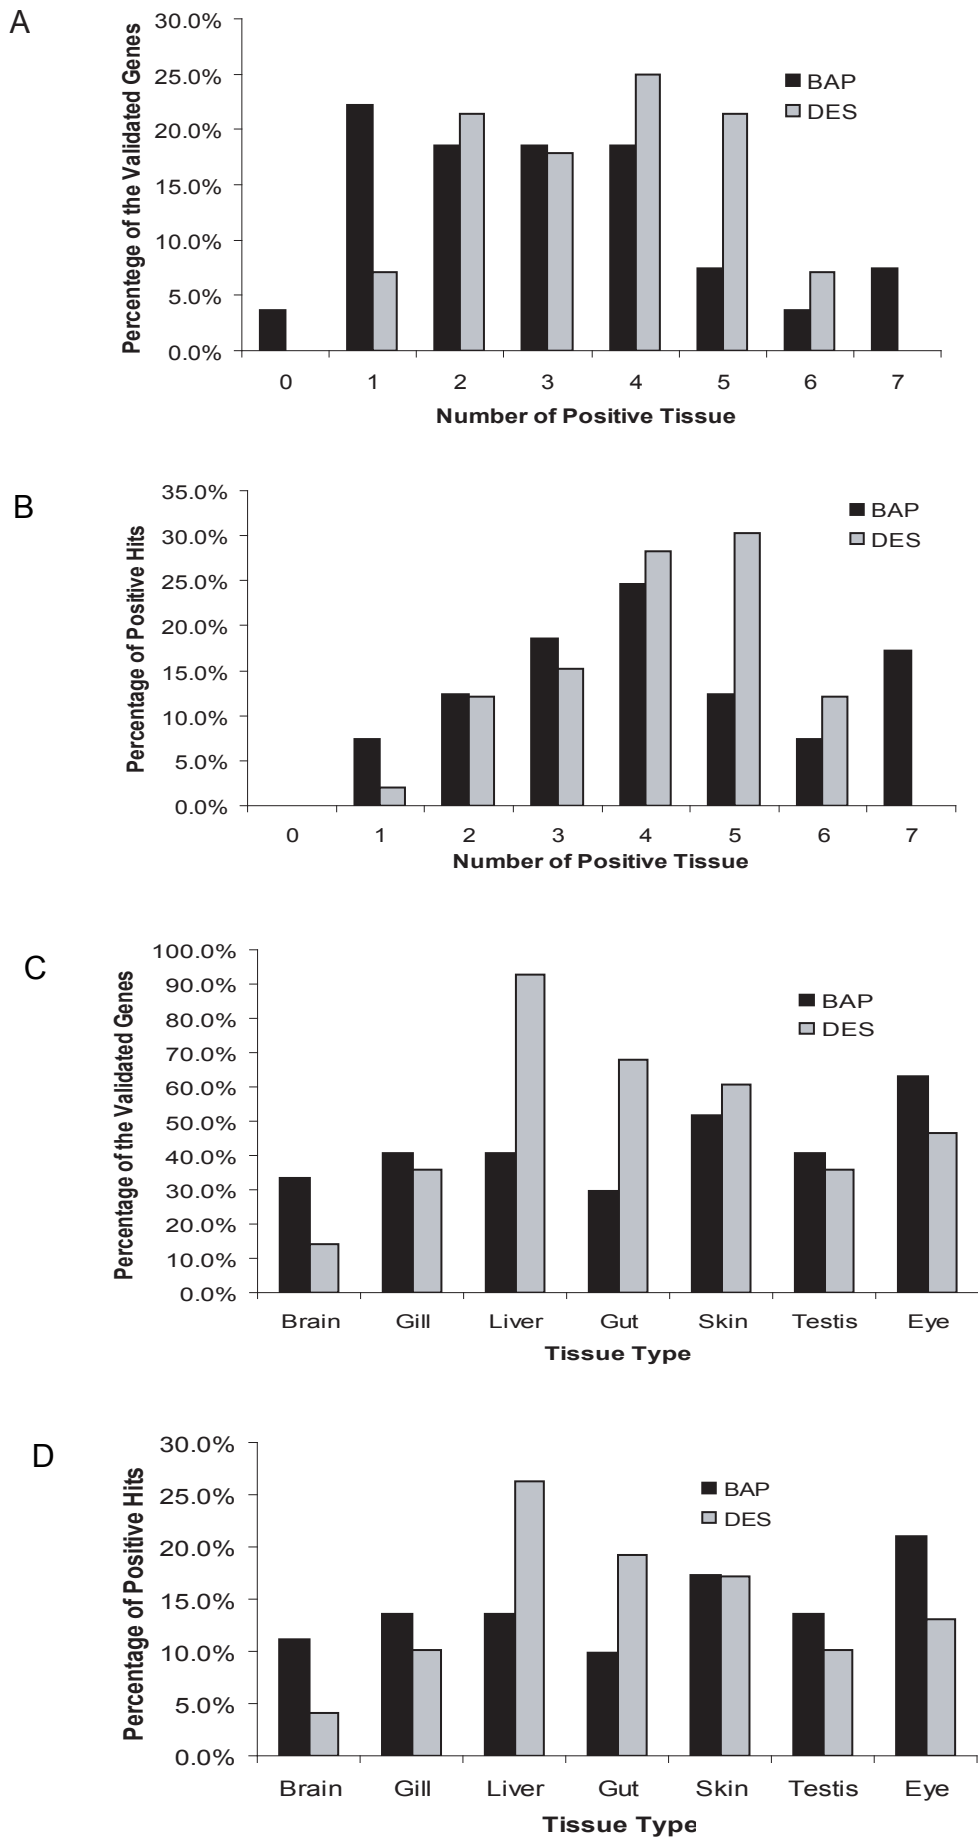 A
Percentege of the Validated Genes
30.0%
25.0%
20.0%
15.0%
10.0%
5.0%
0.0%
BAP
DES
0 1 2 3 4 5 6 7
Number of Positive Tissue
B
Percentage of Positive Hits
35.0%
30.0%
25.0%
20.0%
15.0%
10.0%
5.0%
0.0%
BAP
DES
0 1 2 3 4 5 6 7
Number of Positive Tissue
C
Percentage of the Validated Genes
100.0%
90.0%
80.0%
70.0%
60.0%
50.0%
40.0%
30.0%
20.0%
10.0%
0.0%
BAP
DES
Brain Gill Liver Gut Skin Testis Eye
Tissue Type
D
Percentage of Positive Hits
30.0%
25.0%
20.0%
15.0%
10.0%
5.0%
0.0%
BAP
DES
Brain Gill Liver Gut Skin Testis Eye
Tissue Type